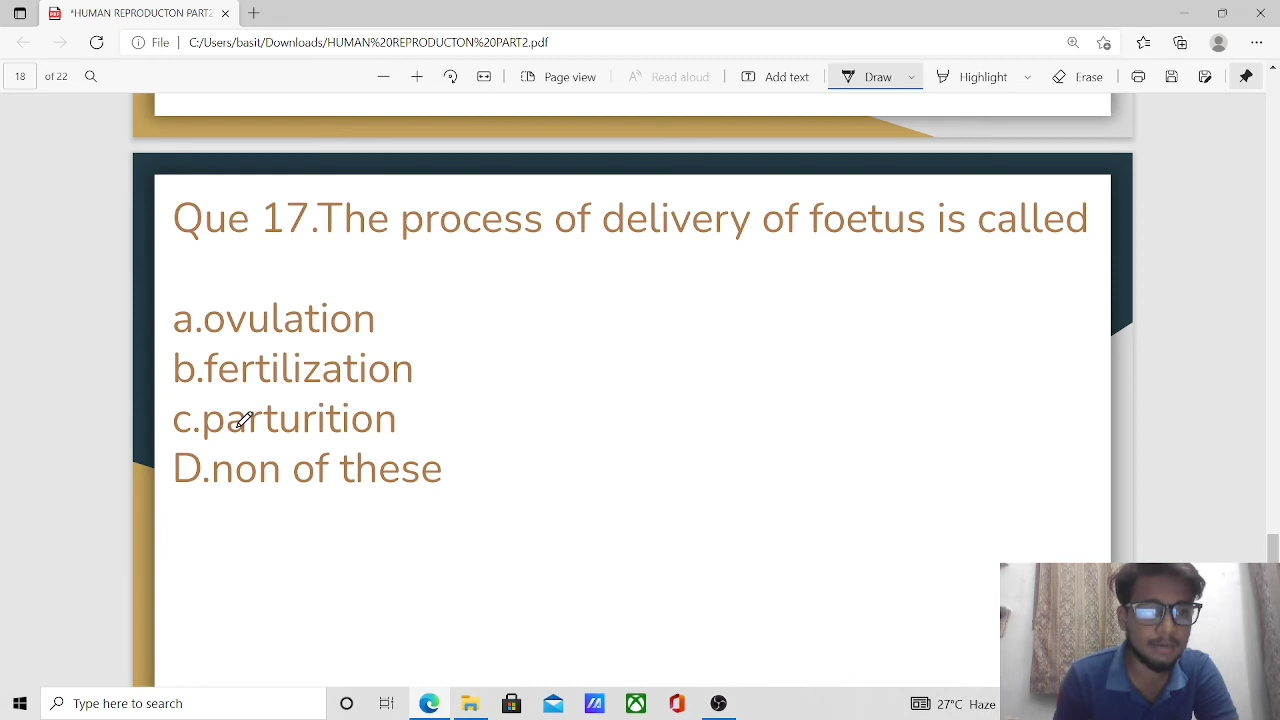 *HUMAN REPRODUCTON PART2
File
C:/Users/basit/Downloads/HUMAN%20REPRODUCTON%20PART2.pdf
18 of 22
Page view
Read aloud
Add text
Draw
Highlight
Erase
Que 17.The process of delivery of foetus is called
a.ovulation
b.fertilization
c.parturition
D.non of these
Type here to search
27°C Haze